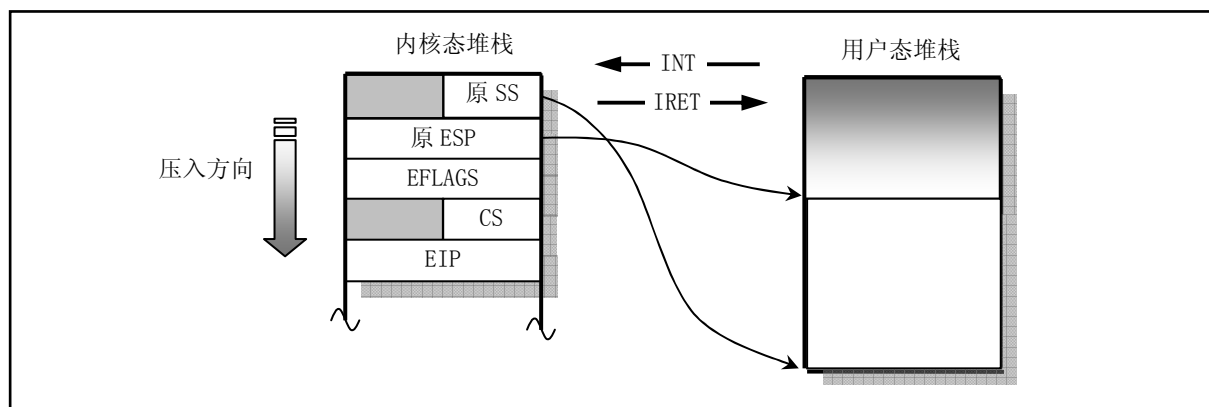 内核态堆栈
用户态堆栈
INT
IRET
压入方向
原 SS
原 ESP
EFLAGS
CS
EIP